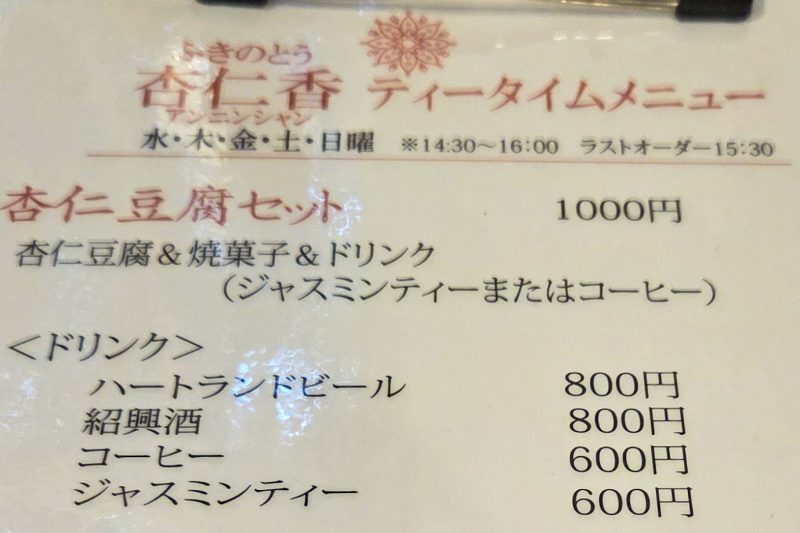 ふきのとう
杏仁香 ティータイムメニュー
アンニンシャン
水・木・金・土・日曜 ※14:30～16:00 ラストオーダー15:30
杏仁豆腐セット 1000円
杏仁豆腐＆焼菓子＆ドリンク
（ジャスミンティーまたはコーヒー）
＜ドリンク＞
ハートランドビール 800円
紹興酒 800円
コーヒー 600円
ジャスミンティー 600円